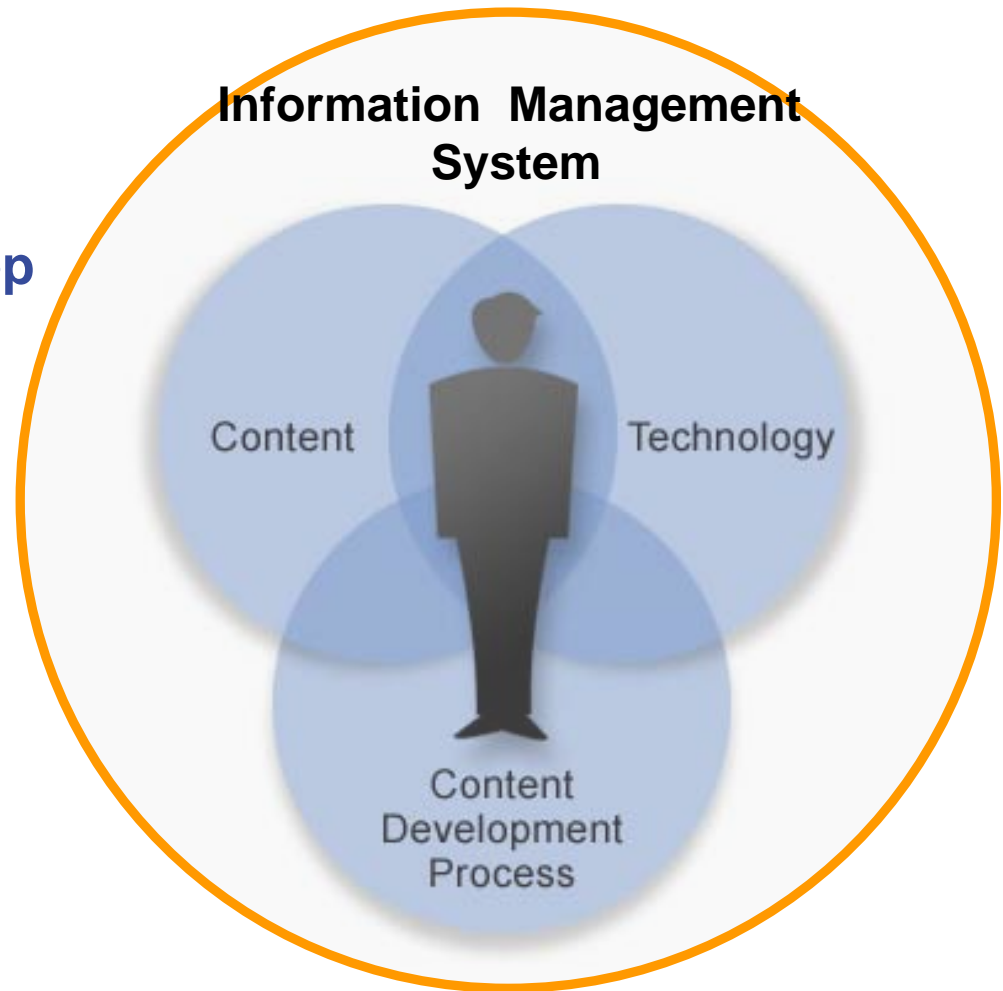 Information Management
System
p
Content
Technology
Content
Development
Process